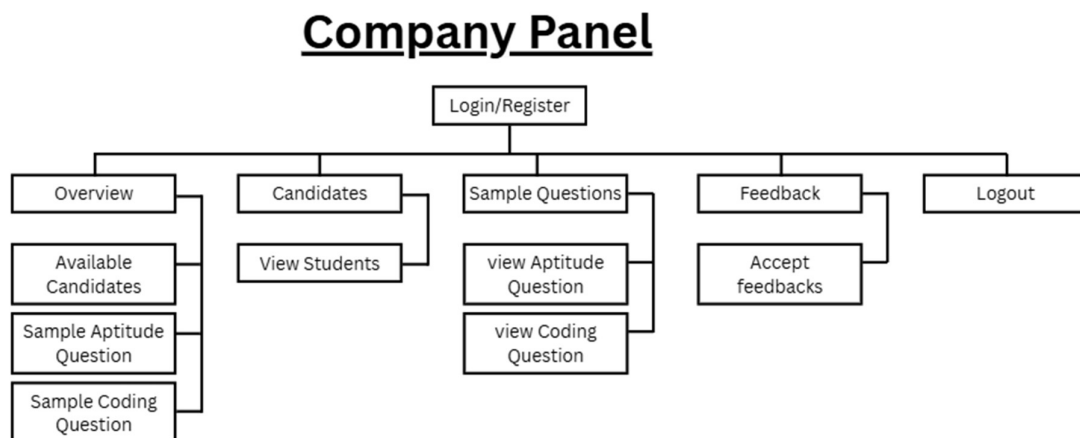 Company Panel
Login/Register
Overview
Candidates
Sample Questions
Feedback
Logout
Available
Candidates
View Students
view Aptitude
Question
Accept
feedbacks
Sample Aptitude
Question
view Coding
Question
Sample Coding
Question